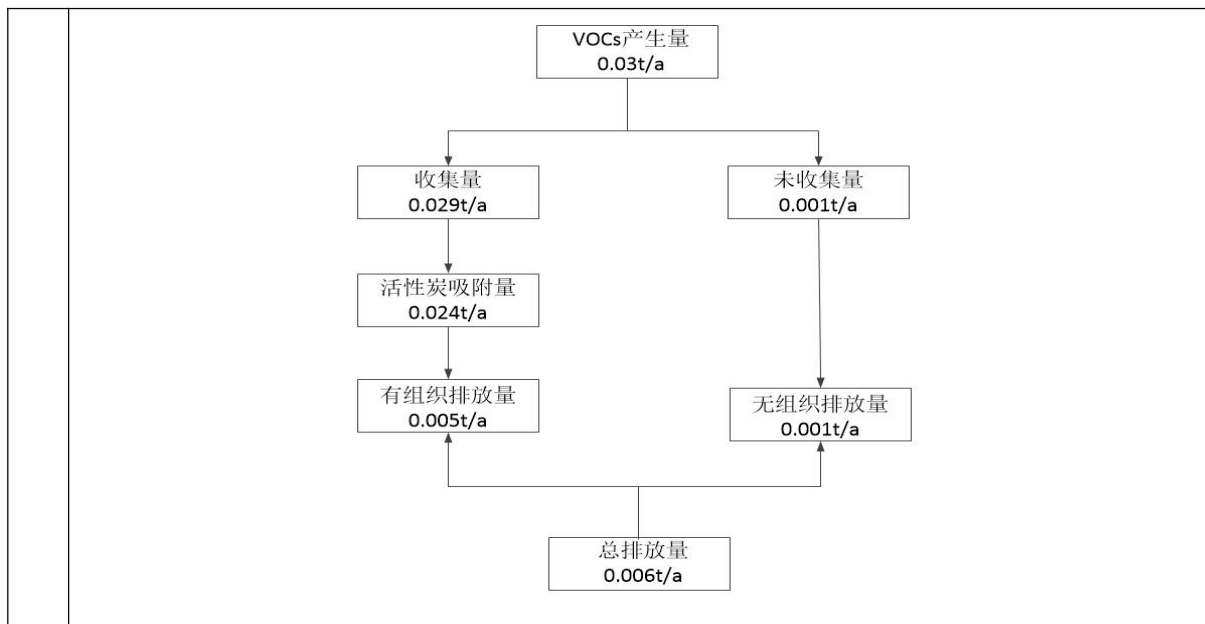 VOCs产生量
0.03t/a
收集量
0.029t/a
未收集量
0.001t/a
活性炭吸附量
0.024t/a
有组织排放量
0.005t/a
无组织排放量
0.001t/a
总排放量
0.006t/a